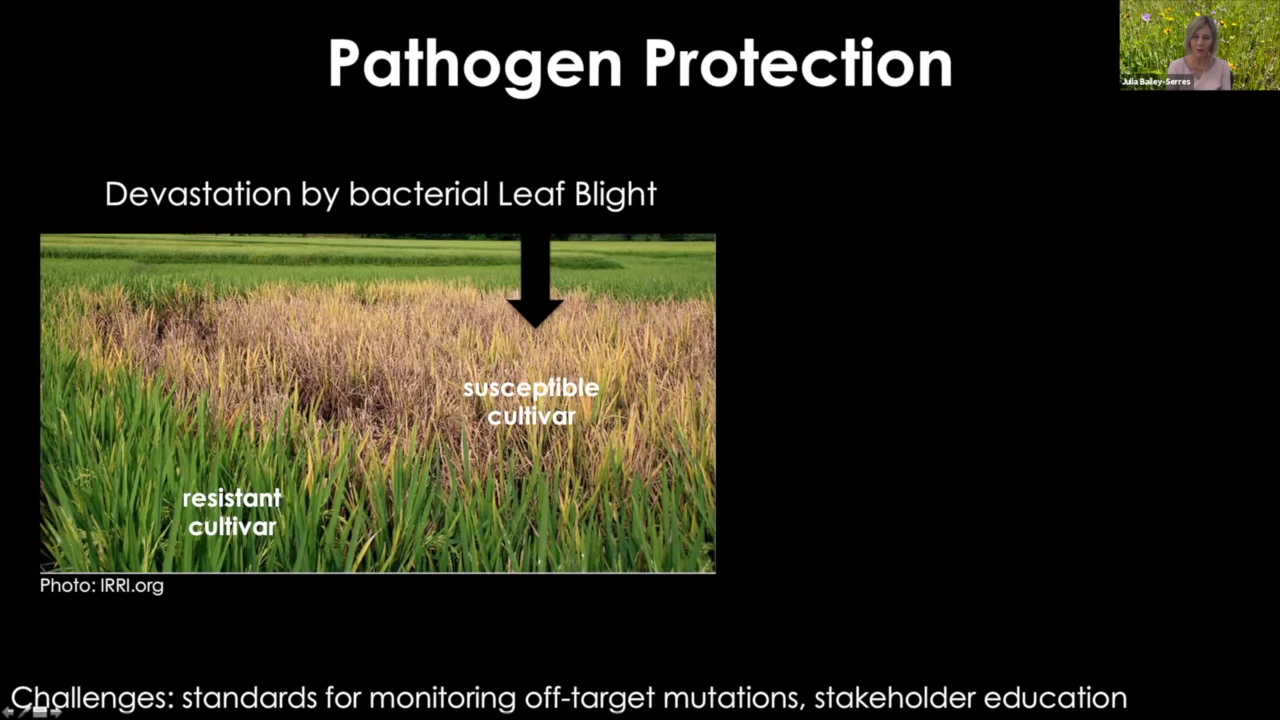 Pathogen Protection
Julia Bailey-Serres
Devastation by bacterial Leaf Blight
susceptible
cultivar
resistant
cultivar
Photo: IRRI.org
Challenges: standards for monitoring off-target mutations, stakeholder education